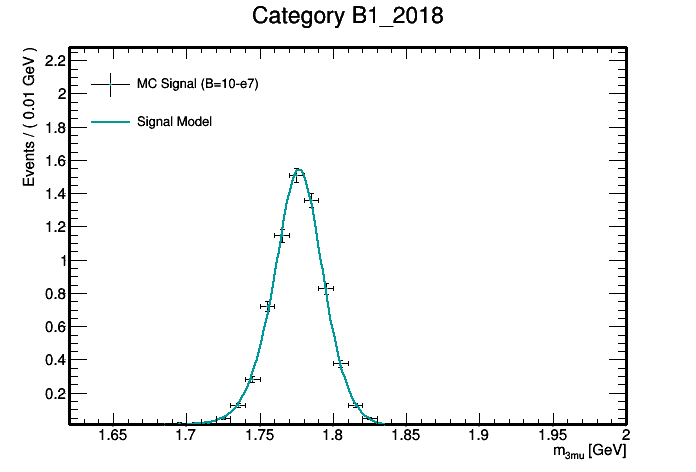 Category B1_2018
Events / ( 0.01 GeV )
2.2
2
1.8
1.6
1.4
1.2
1
0.8
0.6
0.4
0.2
MC Signal (B=10-e7)
Signal Model
1.65 1.7 1.75 1.8 1.85 1.9 1.95 2
m3mu [GeV]